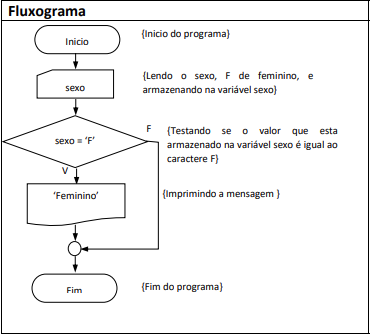 Fluxograma
Inicio
{Inicio do programa}
sexo
{Lendo o sexo, F de feminino, e
armazenando na variável sexo}
F
sexo = ‘F’
{Testando se o valor que esta
armazenado na variável sexo é igual ao
caractere F}
V
‘Feminino’
{Imprimindo a mensagem }
Fim
{Fim do programa}